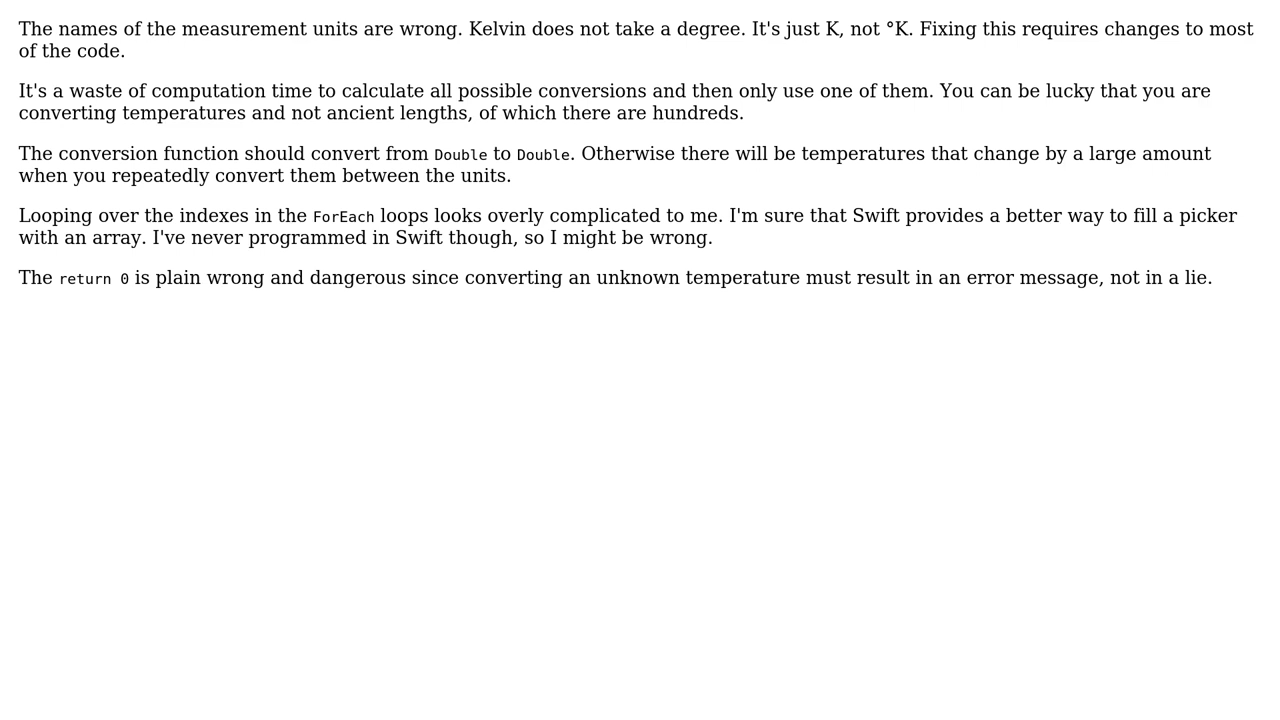 The names of the measurement units are wrong. Kelvin does not take a degree. It's just K, not °K. Fixing this requires changes to most
of the code.
It's a waste of computation time to calculate all possible conversions and then only use one of them. You can be lucky that you are
converting temperatures and not ancient lengths, of which there are hundreds.
The conversion function should convert from Double to Double. Otherwise there will be temperatures that change by a large amount
when you repeatedly convert them between the units.
Looping over the indexes in the ForEach loops looks overly complicated to me. I'm sure that Swift provides a better way to fill a picker
with an array. I've never programmed in Swift though, so I might be wrong.
The return 0 is plain wrong and dangerous since converting an unknown temperature must result in an error message, not in a lie.